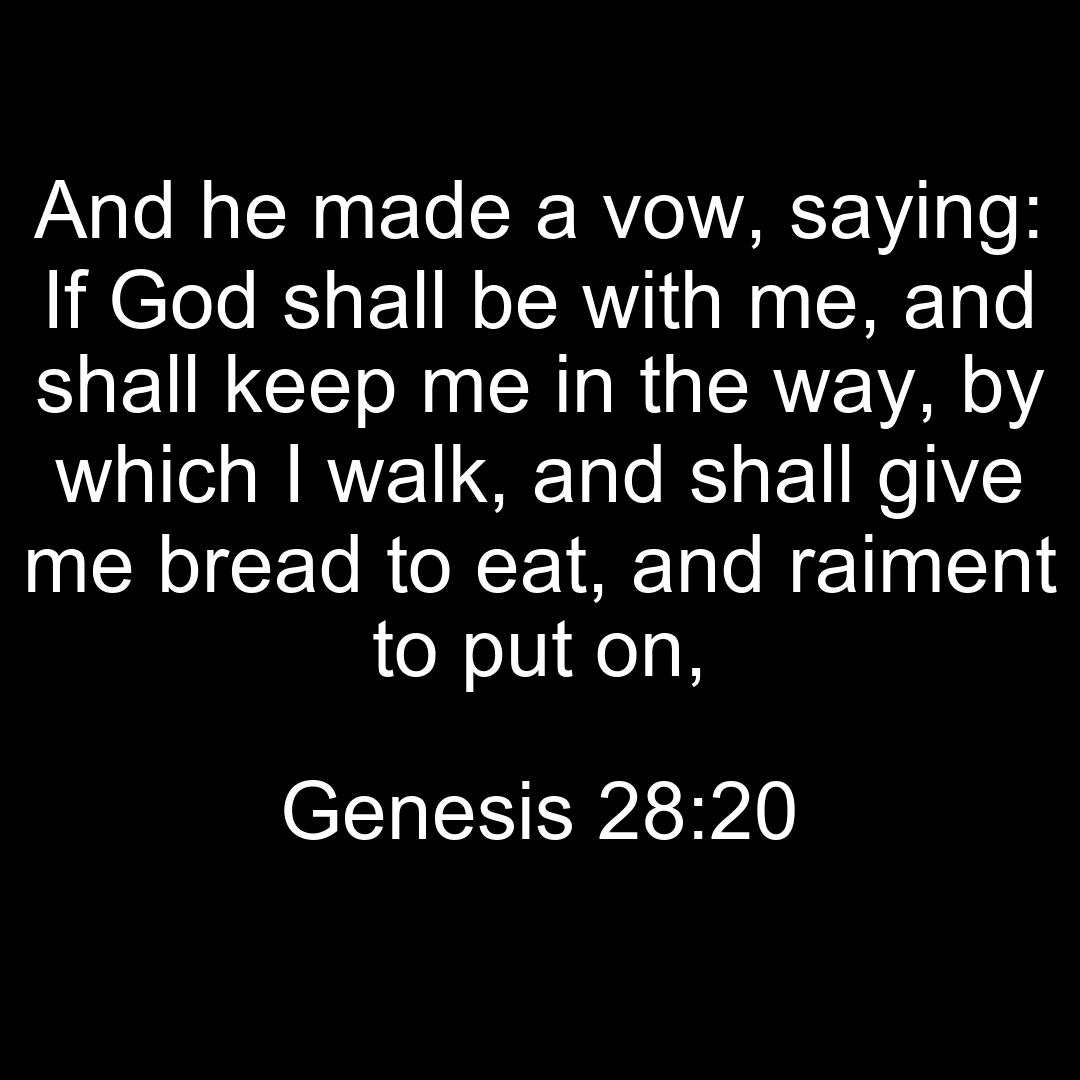 And he made a vow, saying:
If God shall be with me, and
shall keep me in the way, by
which I walk, and shall give
me bread to eat, and raiment
to put on,
Genesis 28:20